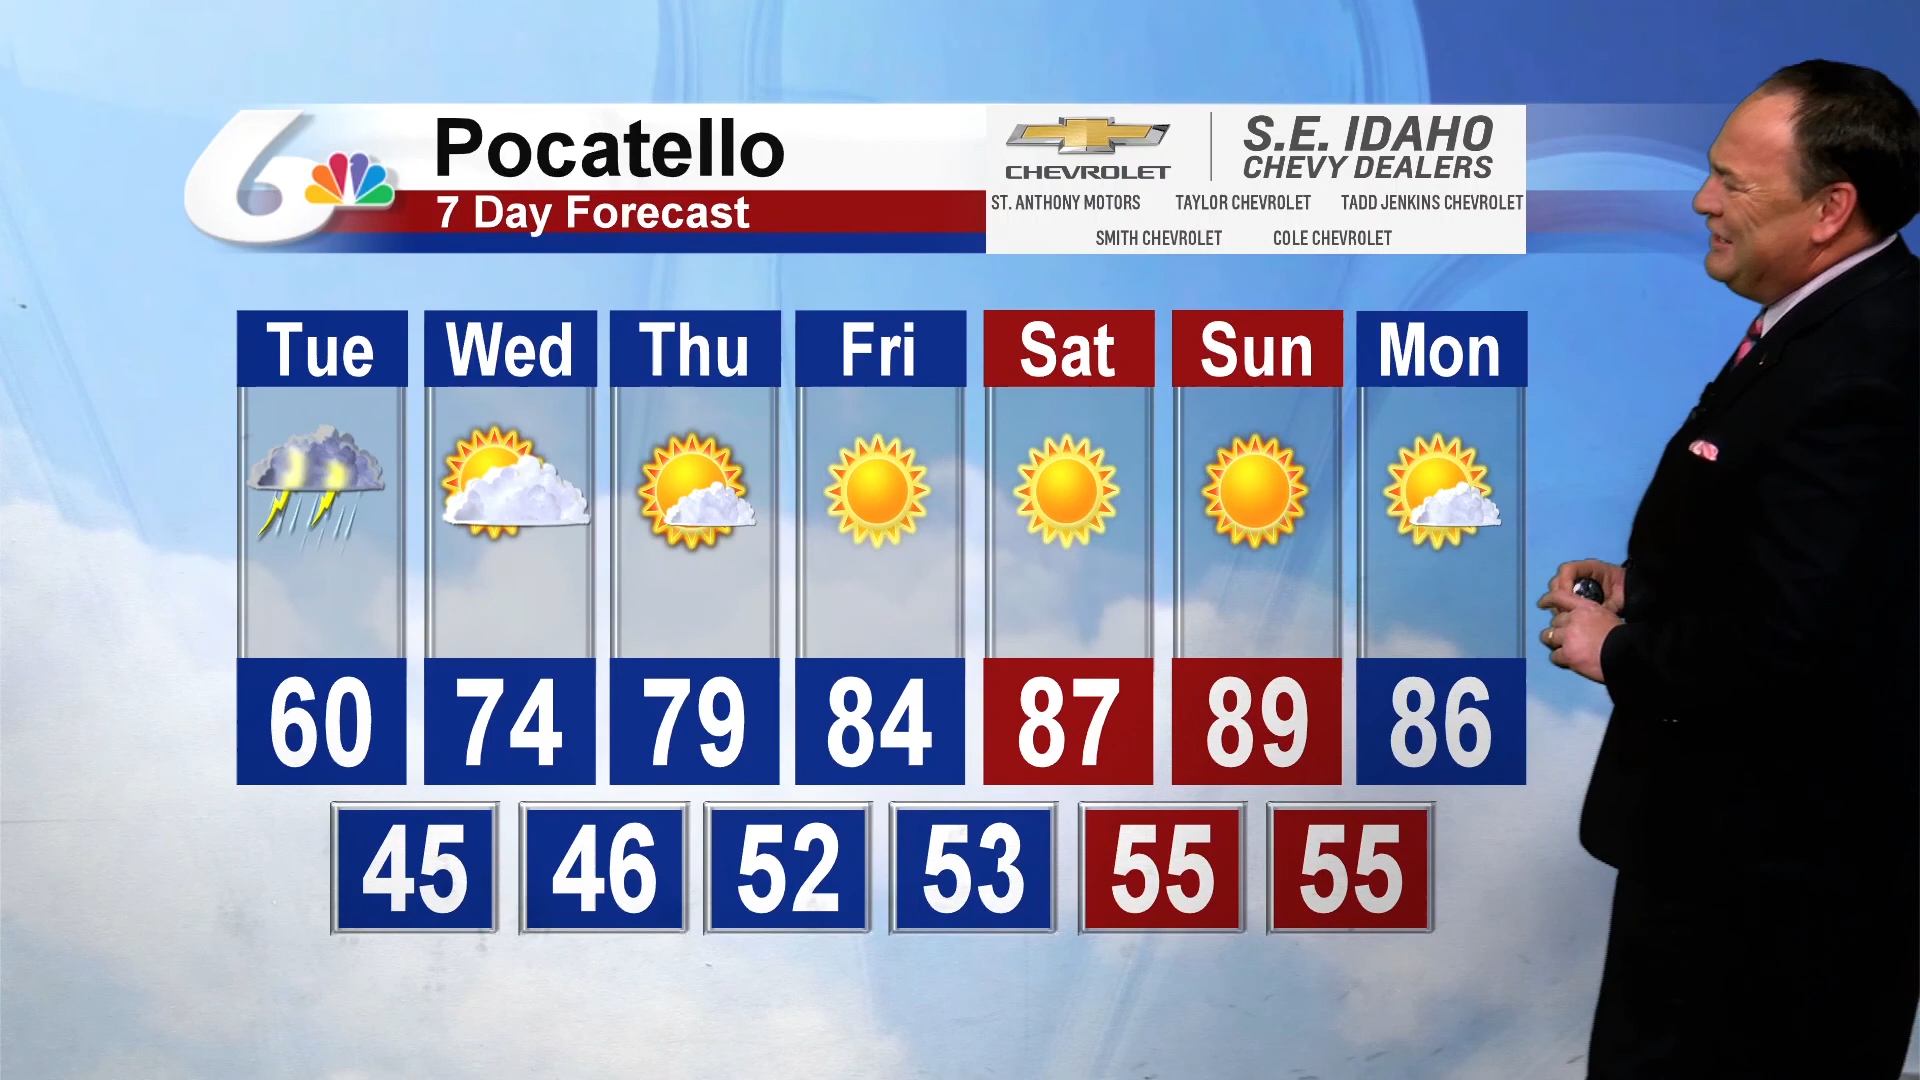 6
Pocatello
7 Day Forecast
CHEVROLET
S.E. IDAHO
CHEVY DEALERS
ST. ANTHONY MOTORS TAYLOR CHEVROLET TADD JENKINS CHEVROLET
SMITH CHEVROLET COLE CHEVROLET
Tue Wed Thu Fri Sat Sun Mon
60 74 79 84 87 89 86
45 46 52 53 55 55